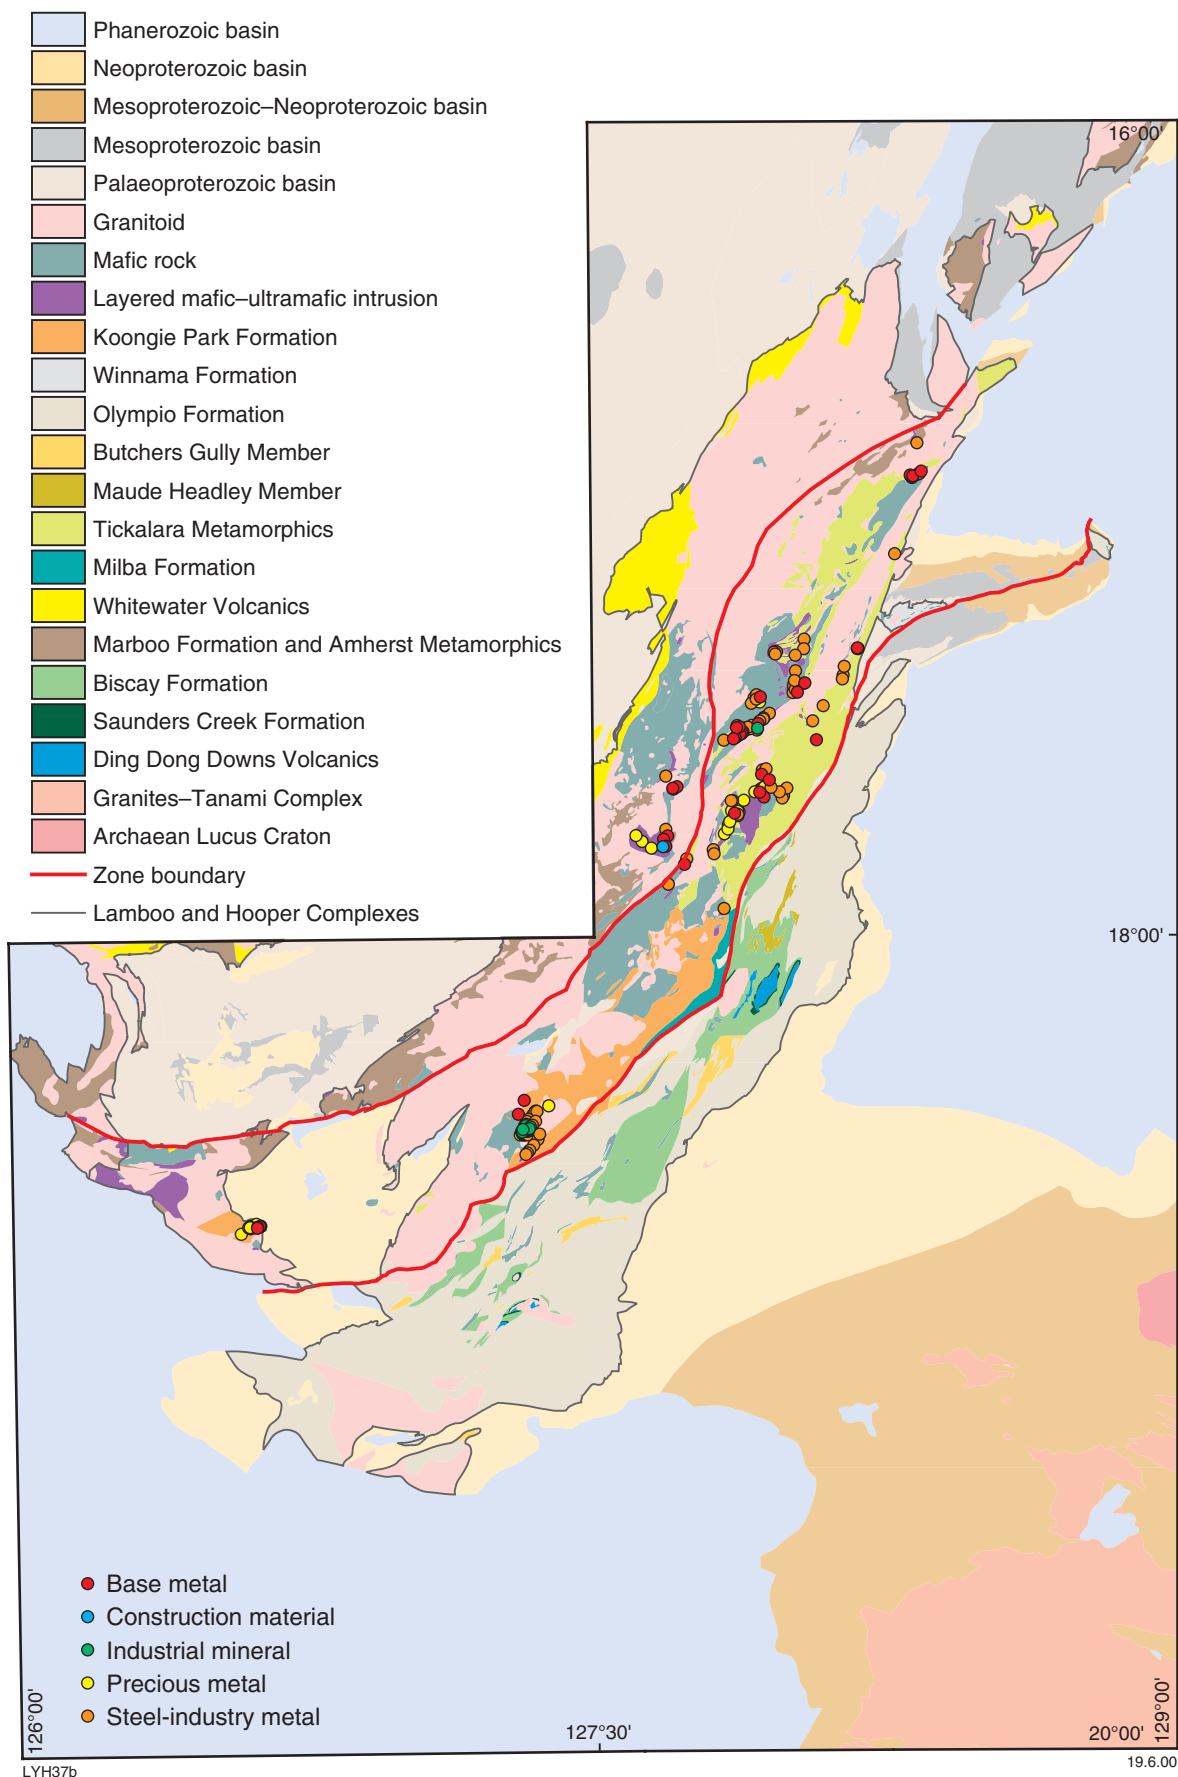 Phanerozoic basin
Neoproterozoic basin
Mesoproterozoic–Neoproterozoic basin
Mesoproterozoic basin
Palaeoproterozoic basin
Granitoid
Mafic rock
Layered mafic–ultramafic intrusion
Koongie Park Formation
Winnama Formation
Olympio Formation
Butchers Gully Member
Maude Headley Member
Tickalara Metamorphics
Milba Formation
Whitewater Volcanics
Marboo Formation and Amherst Metamorphics
Biscay Formation
Saunders Creek Formation
Ding Dong Downs Volcanics
Granites–Tanami Complex
Archaean Lucus Craton
Zone boundary
Lamboo and Hooper Complexes
16°00'
18°00'
Base metal
Construction material
Industrial mineral
Precious metal
Steel-industry metal
126°00'
127°30'
20°00'
129°00'
LYH37b
19.6.00